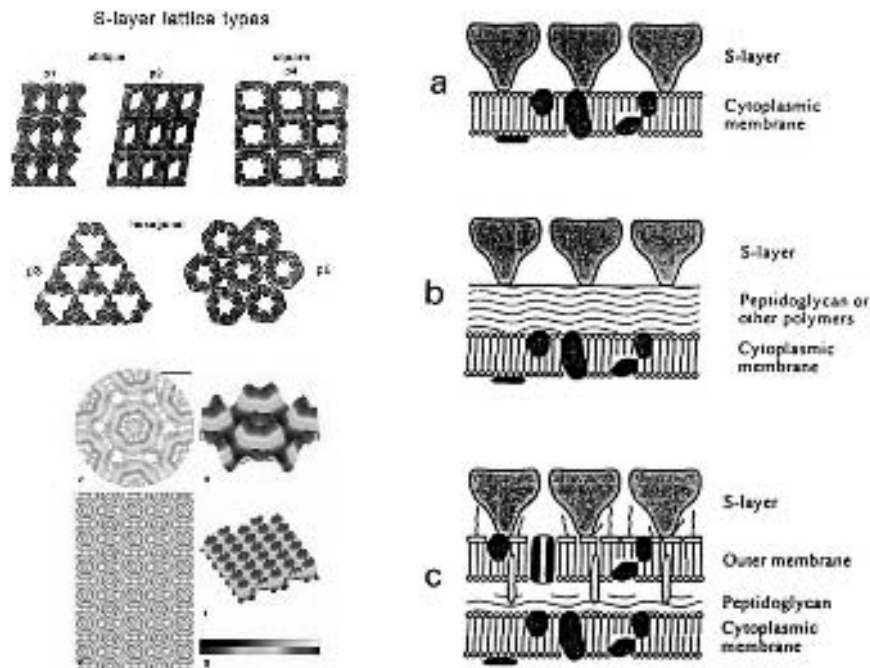 S-layer lattice types
oblique
square
p1
p2
p4
hexagonal
p3
p6
a
S-layer
Cytoplasmic
membrane
b
S-layer
Peptidoglycan or
other polymers
Cytoplasmic
membrane
c
S-layer
Outer membrane
Peptidoglycan
Cytoplasmic
membrane